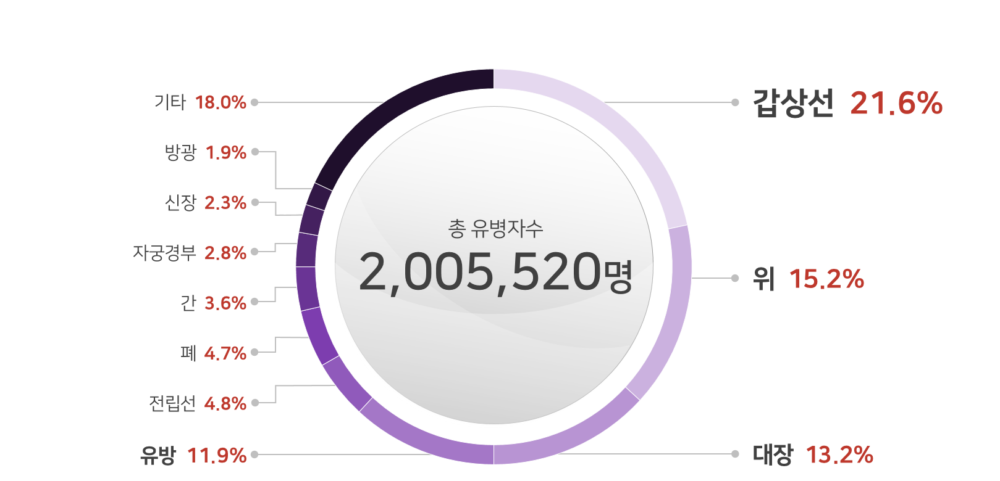 갑상선 21.6%
위 15.2%
대장 13.2%
유방 11.9%
전립선 4.8%
폐 4.7%
간 3.6%
자궁경부 2.8%
신장 2.3%
방광 1.9%
기타 18.0%
총 유병자수
2,005,520명